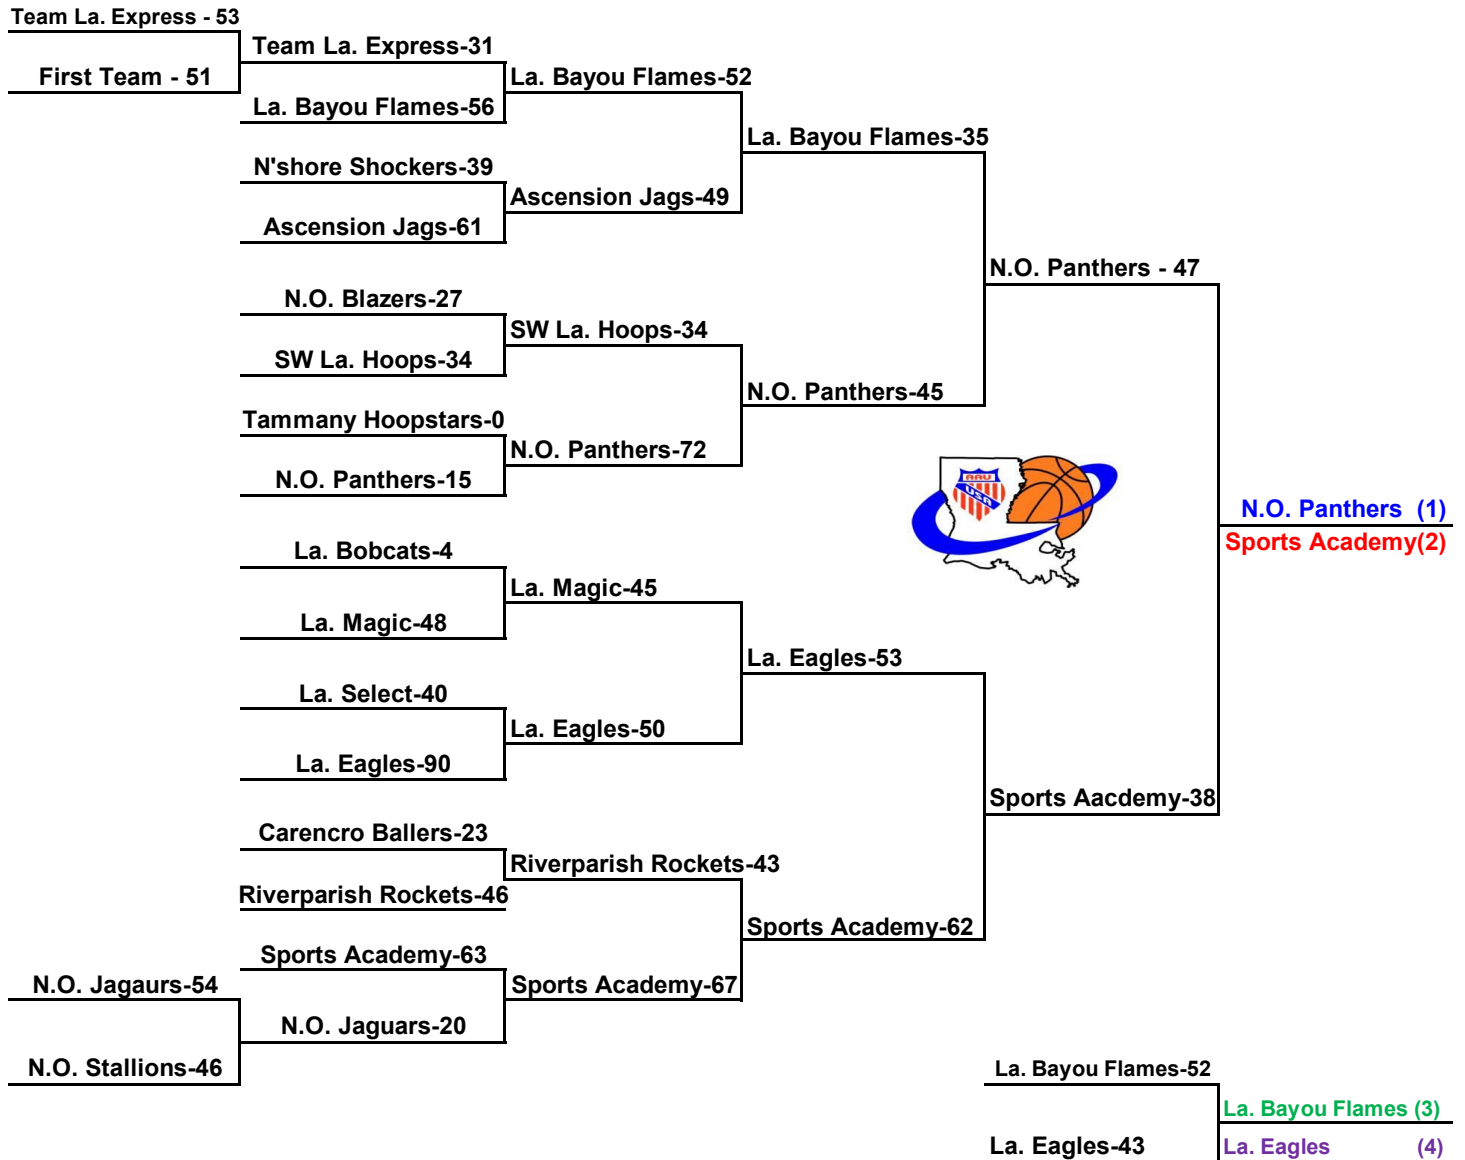 Team La. Express - 53
First Team - 51
Team La. Express-31
La. Bayou Flames-56
N'shore Shockers-39
Ascension Jags-61
N.O. Blazers-27
SW La. Hoops-34
Tammany Hoopstars-0
N.O. Panthers-15
La. Bobcats-4
La. Magic-48
La. Select-40
La. Eagles-90
Carencro Ballers-23
Riverparish Rockets-46
Sports Academy-63
N.O. Jagaurs-54
N.O. Jaguars-20
N.O. Stallions-46
La. Bayou Flames-52
Ascension Jags-49
SW La. Hoops-34
N.O. Panthers-72
La. Magic-45
La. Eagles-50
Riverparish Rockets-43
Sports Academy-67
La. Bayou Flames-35
N.O. Panthers-45
La. Eagles-53
Sports Academy-62
N.O. Panthers - 47
Sports Aacdemy-38
AAU
USA
N.O. Panthers (1)
Sports Academy(2)
La. Bayou Flames-52
La. Eagles-43
La. Bayou Flames (3)
La. Eagles (4)